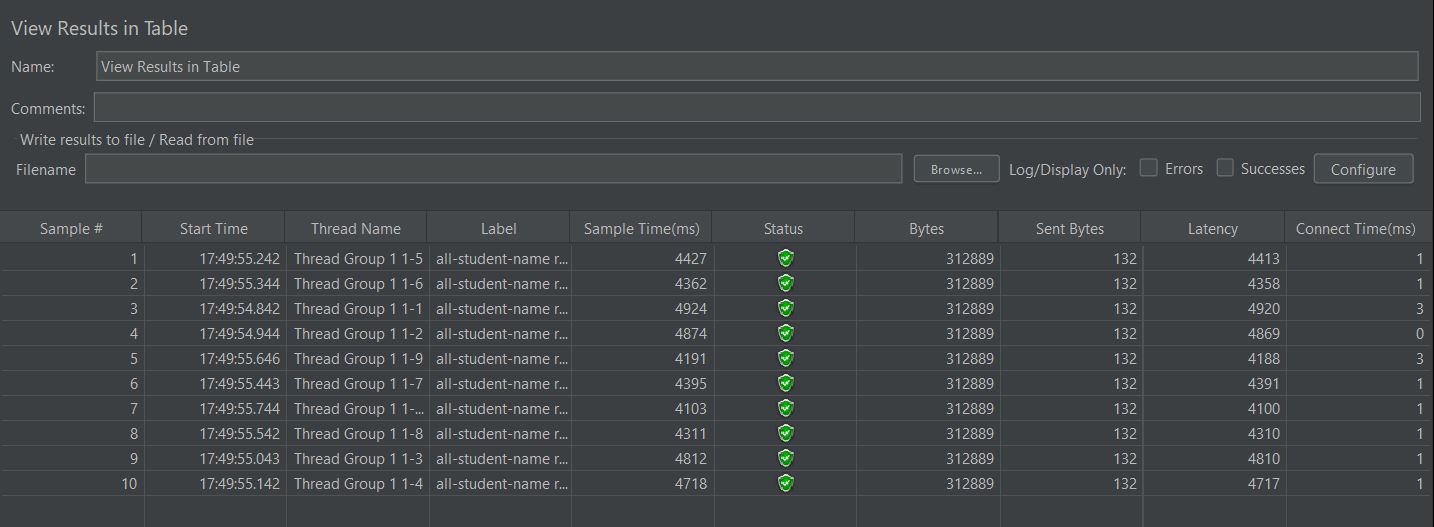 View Results in Table
Name: View Results in Table
Comments:
Write results to file / Read from file
Filename Browse... Log/Display Only: Errors Successes Configure
Sample # Start Time Thread Name Label Sample Time(ms) Status Bytes Sent Bytes Latency Connect Time(ms)
1 17:49:55.242 Thread Group 1 1-5 all-student-name r... 4427 312889 132 4413 1
2 17:49:55.344 Thread Group 1 1-6 all-student-name r... 4362 312889 132 4358 1
3 17:49:54.842 Thread Group 1 1-1 all-student-name r... 4924 312889 132 4920 3
4 17:49:54.944 Thread Group 1 1-2 all-student-name r... 4874 312889 132 4869 0
5 17:49:55.646 Thread Group 1 1-9 all-student-name r... 4191 312889 132 4188 3
6 17:49:55.443 Thread Group 1 1-7 all-student-name r... 4395 312889 132 4391 1
7 17:49:55.744 Thread Group 1 1-... all-student-name r... 4103 312889 132 4100 1
8 17:49:55.542 Thread Group 1 1-8 all-student-name r... 4311 312889 132 4310 1
9 17:49:55.043 Thread Group 1 1-3 all-student-name r... 4812 312889 132 4810 1
10 17:49:55.142 Thread Group 1 1-4 all-student-name r... 4718 312889 132 4717 1